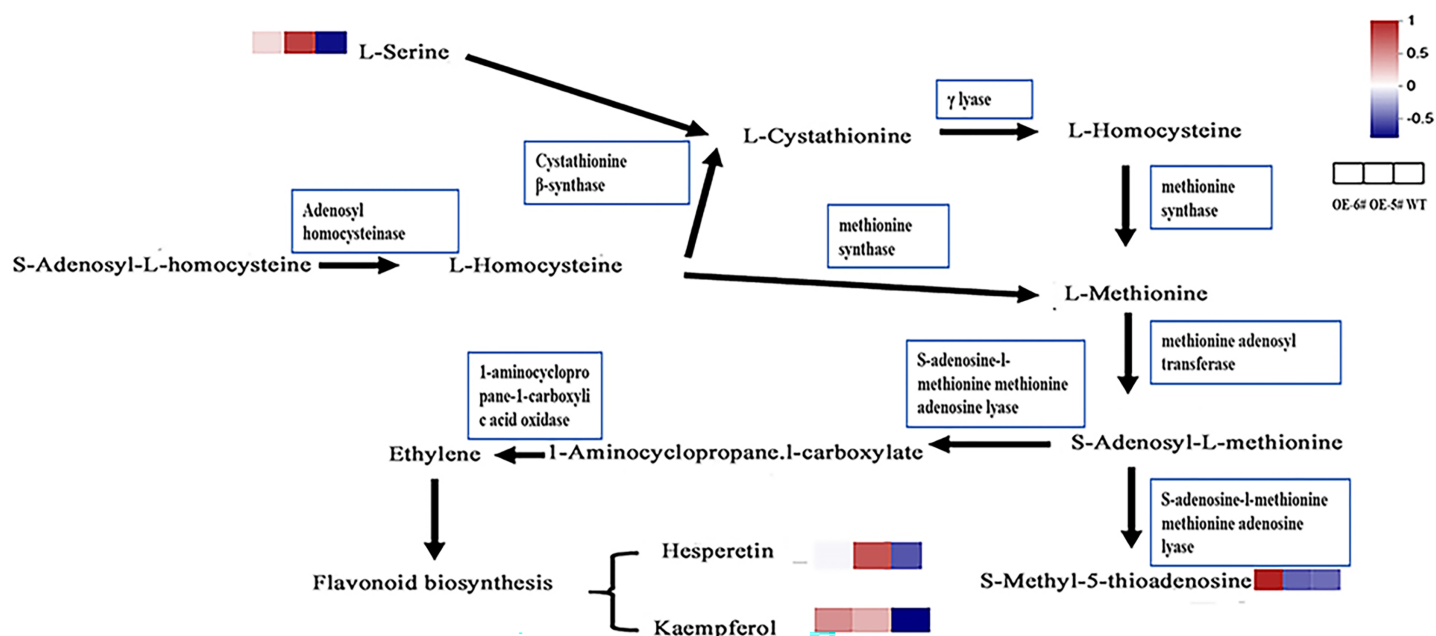 L-Serine
1
0.5
0
-0.5
γ lyase
L-Cystathionine
L-Homocysteine
Cystathionine
β-synthase
methionine
synthase
OE-6# OE-5# WT
Adenosyl
homocysteinase
methionine
synthase
S-Adenosyl-L-homocysteine
L-Homocysteine
L-Methionine
methionine adenosyl
transferase
S-adenosine-l-
methionine methionine
adenosine lyase
1-aminocyclopro
pane-1-carboxyli
c acid oxidase
Ethylene
1-Aminocyclopropane.l-carboxylate
S-Adenosyl-L-methionine
S-adenosine-l-methionine
methionine adenosine
lyase
Hesperetin
Flavonoid biosynthesis
S-Methyl-5-thioadenosine
Kaempferol